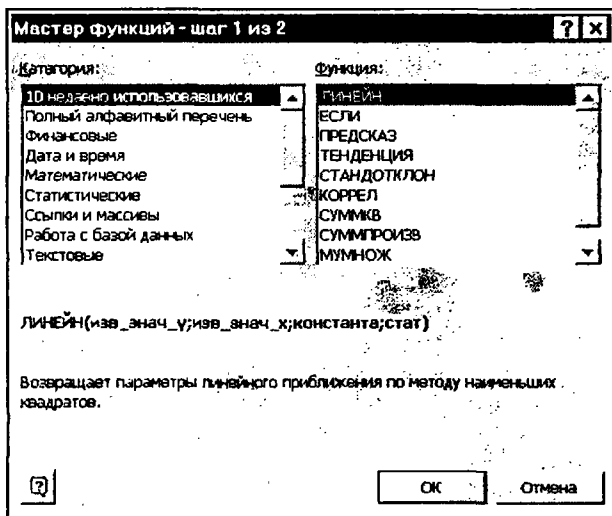 Мастер функций - шаг 1 из 2
Категория:
Функция:
10 недавно использовавшихся
Полный алфавитный перечень
Финансовые
Дата и время
Математические
Статистические
Ссылки и массивы
Работа с базой данных
Текстовые
ЛИНЕЙН
ЕСЛИ
ПРЕДСКАЗ
ТЕНДЕНЦИЯ
СТАНДОТКЛОН
КОРРЕЛ
СУММКВ
СУММПРОИЗВ
МУМНОЖ
ЛИНЕЙН(изв_знач_y;изв_знач_x;константа;стат)
Возвращает параметры линейного приближения по методу наименьших
квадратов.
ОК
Отмена